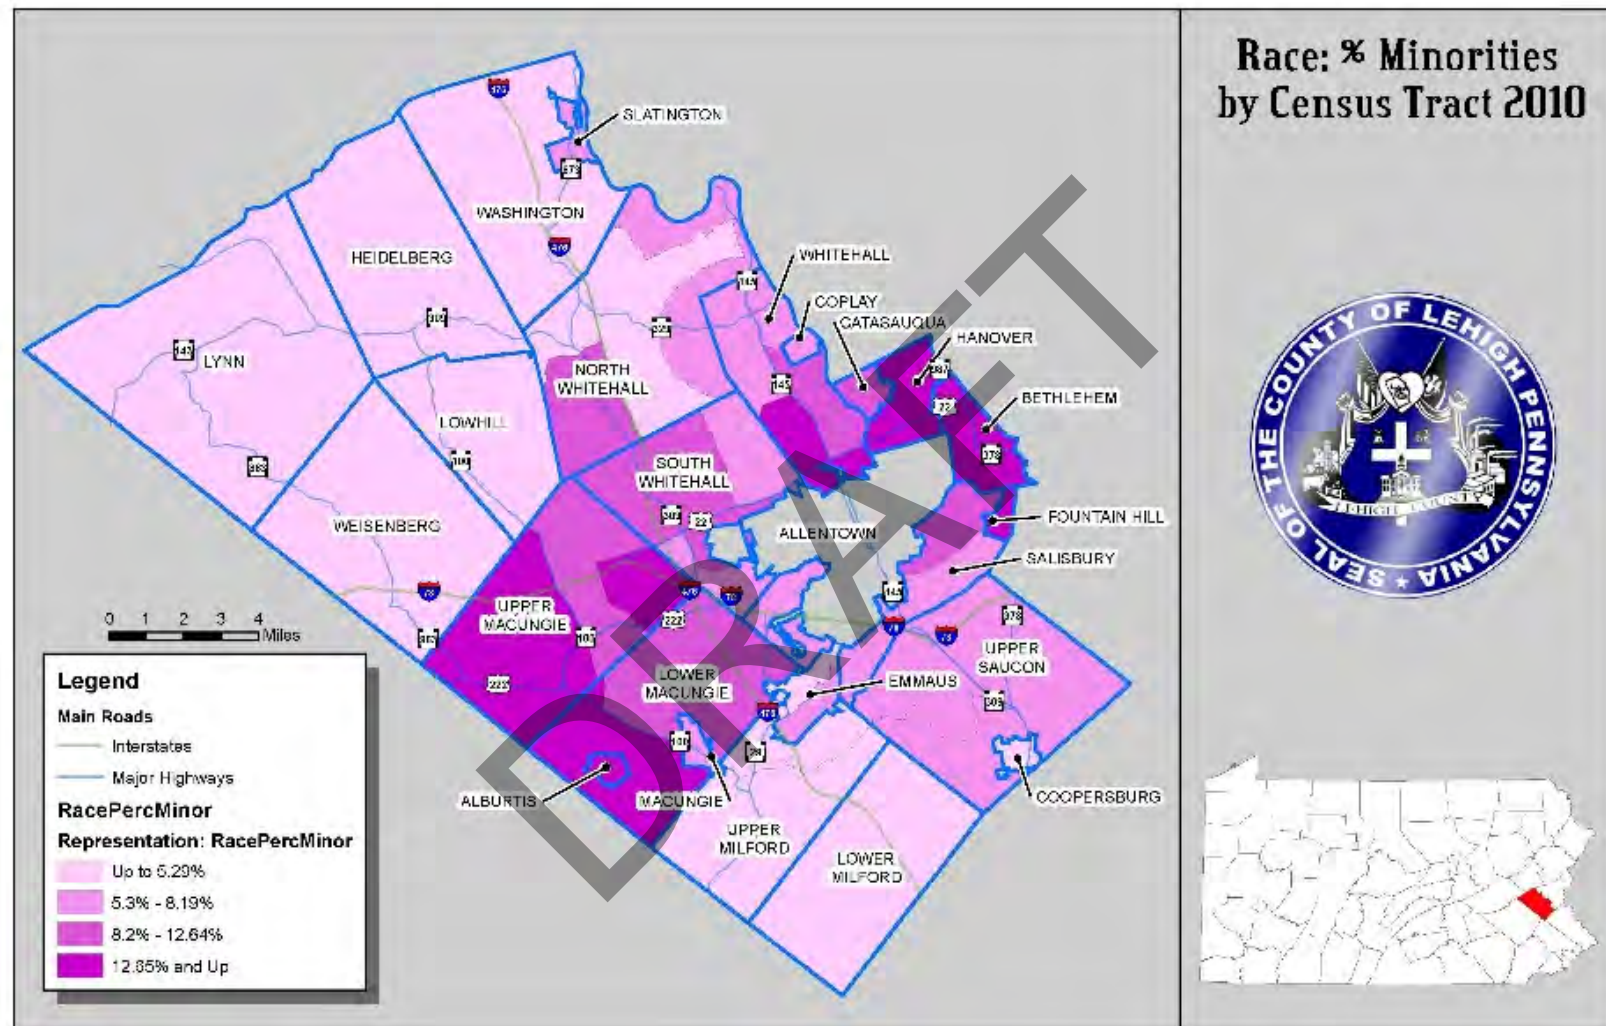 Race: % Minorities
by Census Tract 2010
SLATINGTON
WASHINGTON
HEIDELBERG
WHITEHALL
COPLAY
CATASAUQUA
HANOVER
LYNN
NORTH
WHITEHALL
BETHLEHEM
LOWHILL
SOUTH
WHITEHALL
WEISENBERG
ALLENTOWN
FOUNTAIN HILL
SALISBURY
UPPER
MACUNGIE
UPPER
SAUCON
LOWER
MACUNGIE
EMMAUS
ALBURTIS
MACUNGIE
COOPERSBURG
UPPER
MILFORD
LOWER
MILFORD
DRAFT
0 1 2 3 4
Miles
Legend
Main Roads
Interstates
Major Highways
RacePercMinor
Representation: RacePercMinor
Up to 5.29%
5.3% - 8.19%
8.2% - 12.64%
12.65% and Up
SEAL OF THE COUNTY OF LEHIGH PENNSYLVANIA
LEHIGH COUNTY